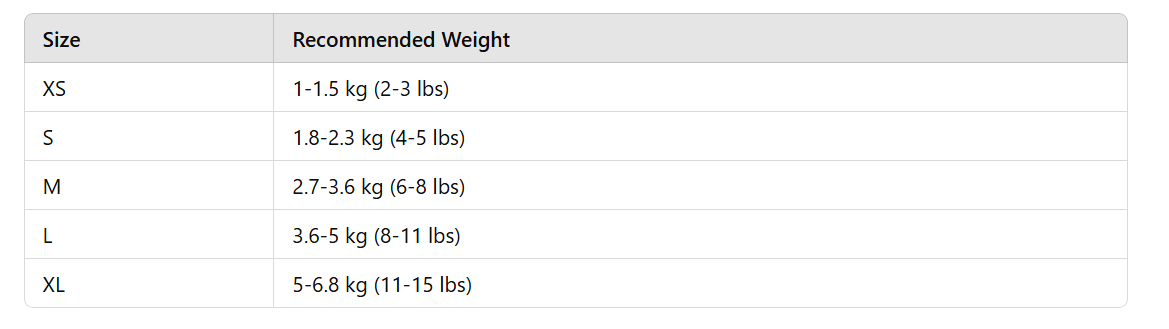 Size Recommended Weight
XS 1-1.5 kg (2-3 lbs)
S 1.8-2.3 kg (4-5 lbs)
M 2.7-3.6 kg (6-8 lbs)
L 3.6-5 kg (8-11 lbs)
XL 5-6.8 kg (11-15 lbs)